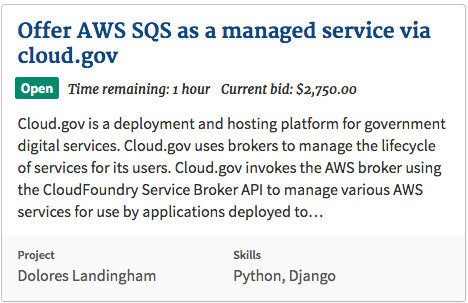 Offer AWS SQS as a managed service via
cloud.gov
Open Time remaining: 1 hour Current bid: $2,750.00
Cloud.gov is a deployment and hosting platform for government
digital services. Cloud.gov uses brokers to manage the lifecycle
of services for its users. Cloud.gov invokes the AWS broker using
the CloudFoundry Service Broker API to manage various AWS
services for use by applications deployed to…
Project Skills
Dolores Landingham Python, Django